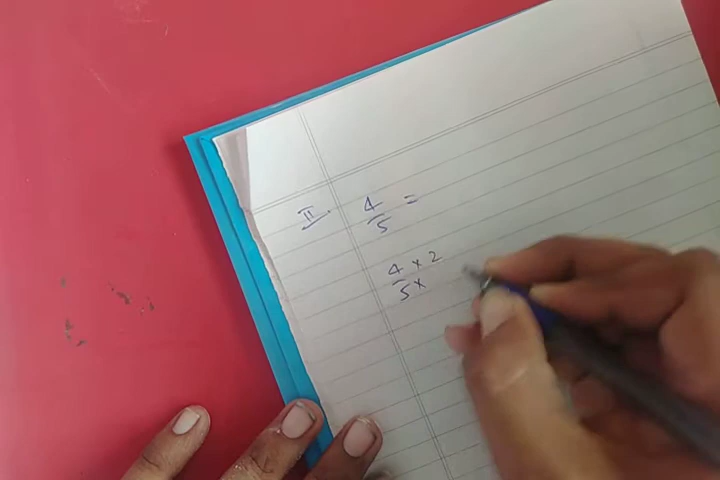 II 4/5 =
4 × 2
5 ×